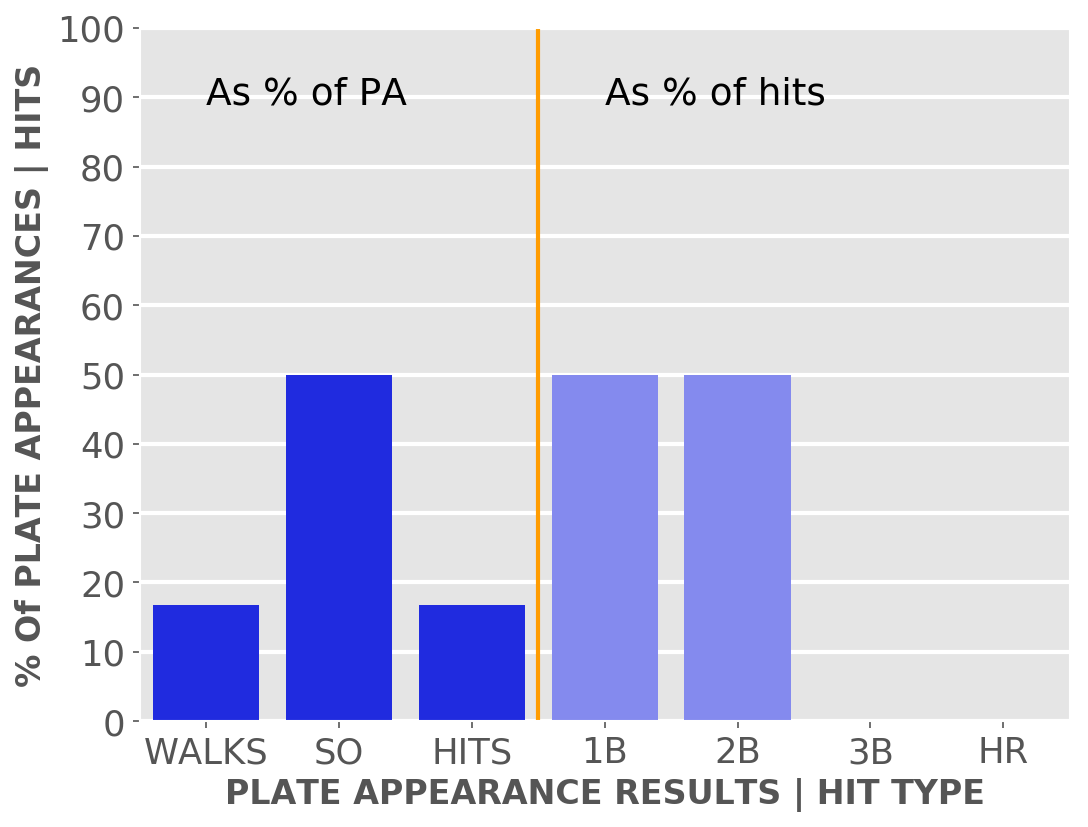 % Of PLATE APPEARANCES | HITS
100
90
80
70
60
50
40
30
20
10
0
As % of PA
As % of hits
WALKS SO HITS 1B 2B 3B HR
PLATE APPEARANCE RESULTS | HIT TYPE